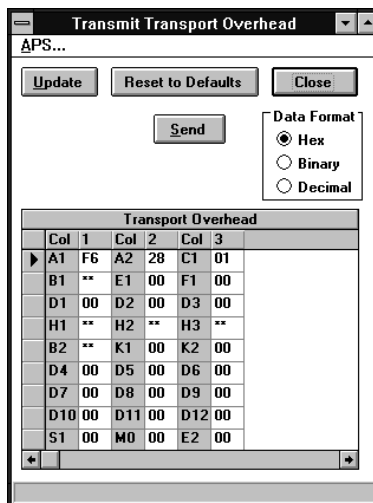 Transmit Transport Overhead
APS...
Update Reset to Defaults Close
Send
Data Format
Hex
Binary
Decimal
Transport Overhead
Col 1 Col 2 Col 3
A1 F6 A2 28 C1 01
B1 ** E1 00 F1 00
D1 00 D2 00 D3 00
H1 ** H2 ** H3 **
B2 ** K1 00 K2 00
D4 00 D5 00 D6 00
D7 00 D8 00 D9 00
D10 00 D11 00 D12 00
S1 00 M0 00 E2 00